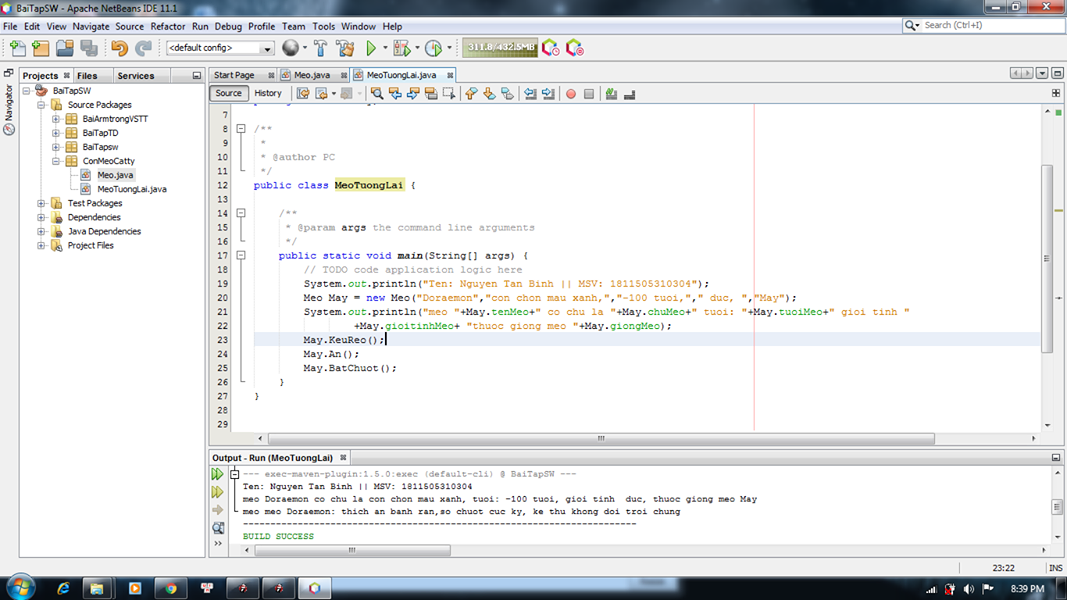 BaiTapSW - Apache NetBeans IDE 11.1
File Edit View Navigate Source Refactor Run Debug Profile Team Tools Window Help
Search (Ctrl+I)
<default config>
311.8/432.5MB
Projects Files Services
Navigator
BaiTapSW
Source Packages
BaiArmtrongVSTT
BaiTapTD
BaiTapsw
ConMeoCatty
Meo.java
MeoTuongLai.java
Test Packages
Dependencies
Java Dependencies
Project Files
Start Page Meo.java MeoTuongLai.java
Source History
7
8 /**
9 *
10 * @author PC
11 */
12 public class MeoTuongLai {
13
14 /**
15 * @param args the command line arguments
16 */
17 public static void main(String[] args) {
18 // TODO code application logic here
19 System.out.println("Ten: Nguyen Tan Binh || MSV: 1811505310304");
20 Meo May = new Meo("Doraemon","con chon mau xanh,","-100 tuoi,"," duc, ","May");
21 System.out.println("meo "+May.tenMeo+" co chu la "+May.chuMeo+" tuoi: "+May.tuoiMeo+" gioi tinh "
22 +May.gioitinhMeo+ "thuoc giong meo "+May.giongMeo);
23 May.KeuReo();
24 May.An();
25 May.BatChuot();
26 }
27 }
28
29
Output - Run (MeoTuongLai)
--- exec-maven-plugin:1.5.0:exec (default-cli) @ BaiTapSW ---
Ten: Nguyen Tan Binh || MSV: 1811505310304
meo Doraemon co chu la con chon mau xanh, tuoi: -100 tuoi, gioi tinh  duc, thuoc giong meo May
meo meo Doraemon: thich an banh ran,so chuot cuc ky, ke thu khong doi troi chung
------------------------------------------------------------------------
BUILD SUCCESS
23:22 INS
8:39 PM